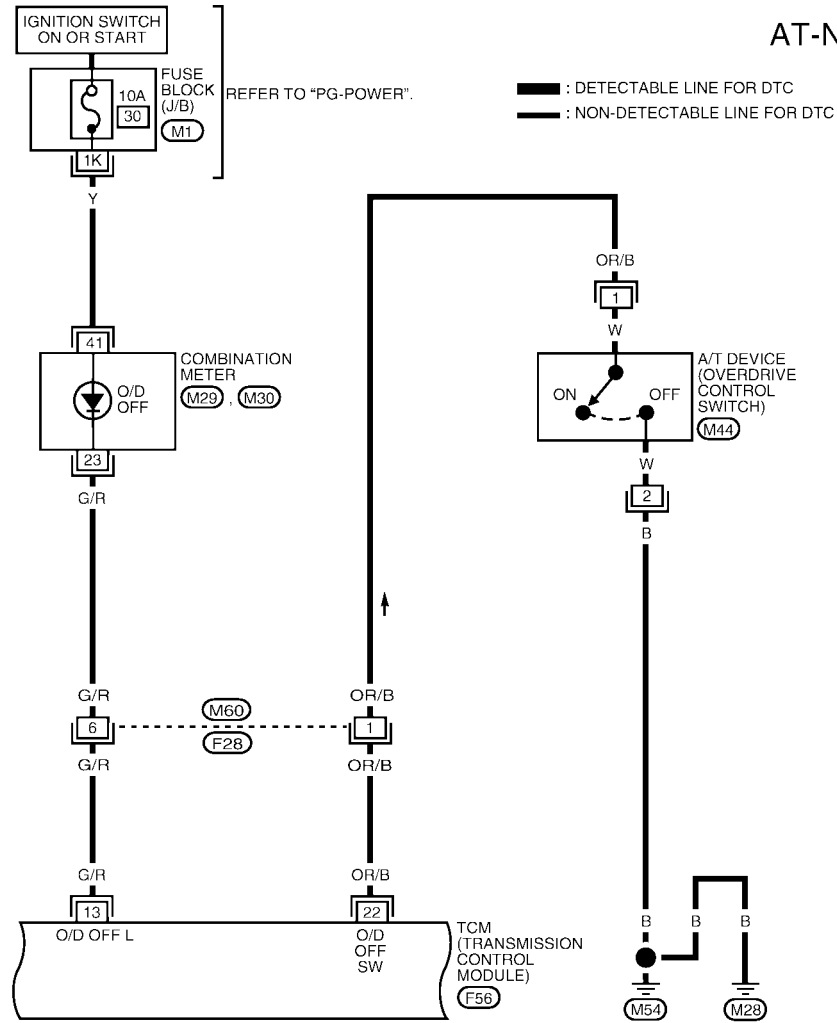 AT-N
IGNITION SWITCH
ON OR START
FUSE
BLOCK
(J/B)
10A
30
M1
REFER TO "PG-POWER".
: DETECTABLE LINE FOR DTC
: NON-DETECTABLE LINE FOR DTC
1K
Y
OR/B
1
W
41
COMBINATION
METER
M29 , M30
O/D
OFF
A/T DEVICE
(OVERDRIVE
CONTROL
SWITCH)
M44
ON
OFF
23
G/R
W
2
B
G/R
OR/B
M60
6
1
F28
G/R
OR/B
G/R
OR/B
13
22
O/D OFF L
O/D
OFF
SW
TCM
(TRANSMISSION
CONTROL
MODULE)
F56
B
B
B
M54
M28